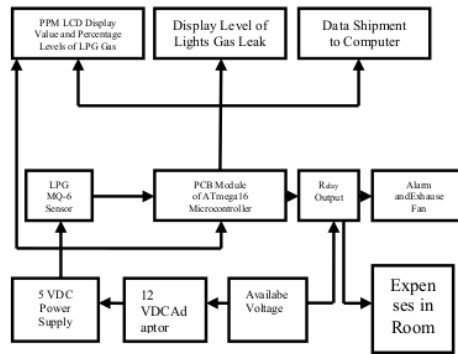 PPM LCD Display
Value and Percentage
Levels of LPG Gas
Display Level of
Lights Gas Leak
Data Shipment
to Computer
LPG
MQ-6
Sensor
PCB Module
of ATmega16
Microcontroller
Relay
Output
Alarm
andExhause
Fan
5 VDC
Power
Supply
12
VDCAd
aptor
Availabe
Voltage
Expen
ses in
Room